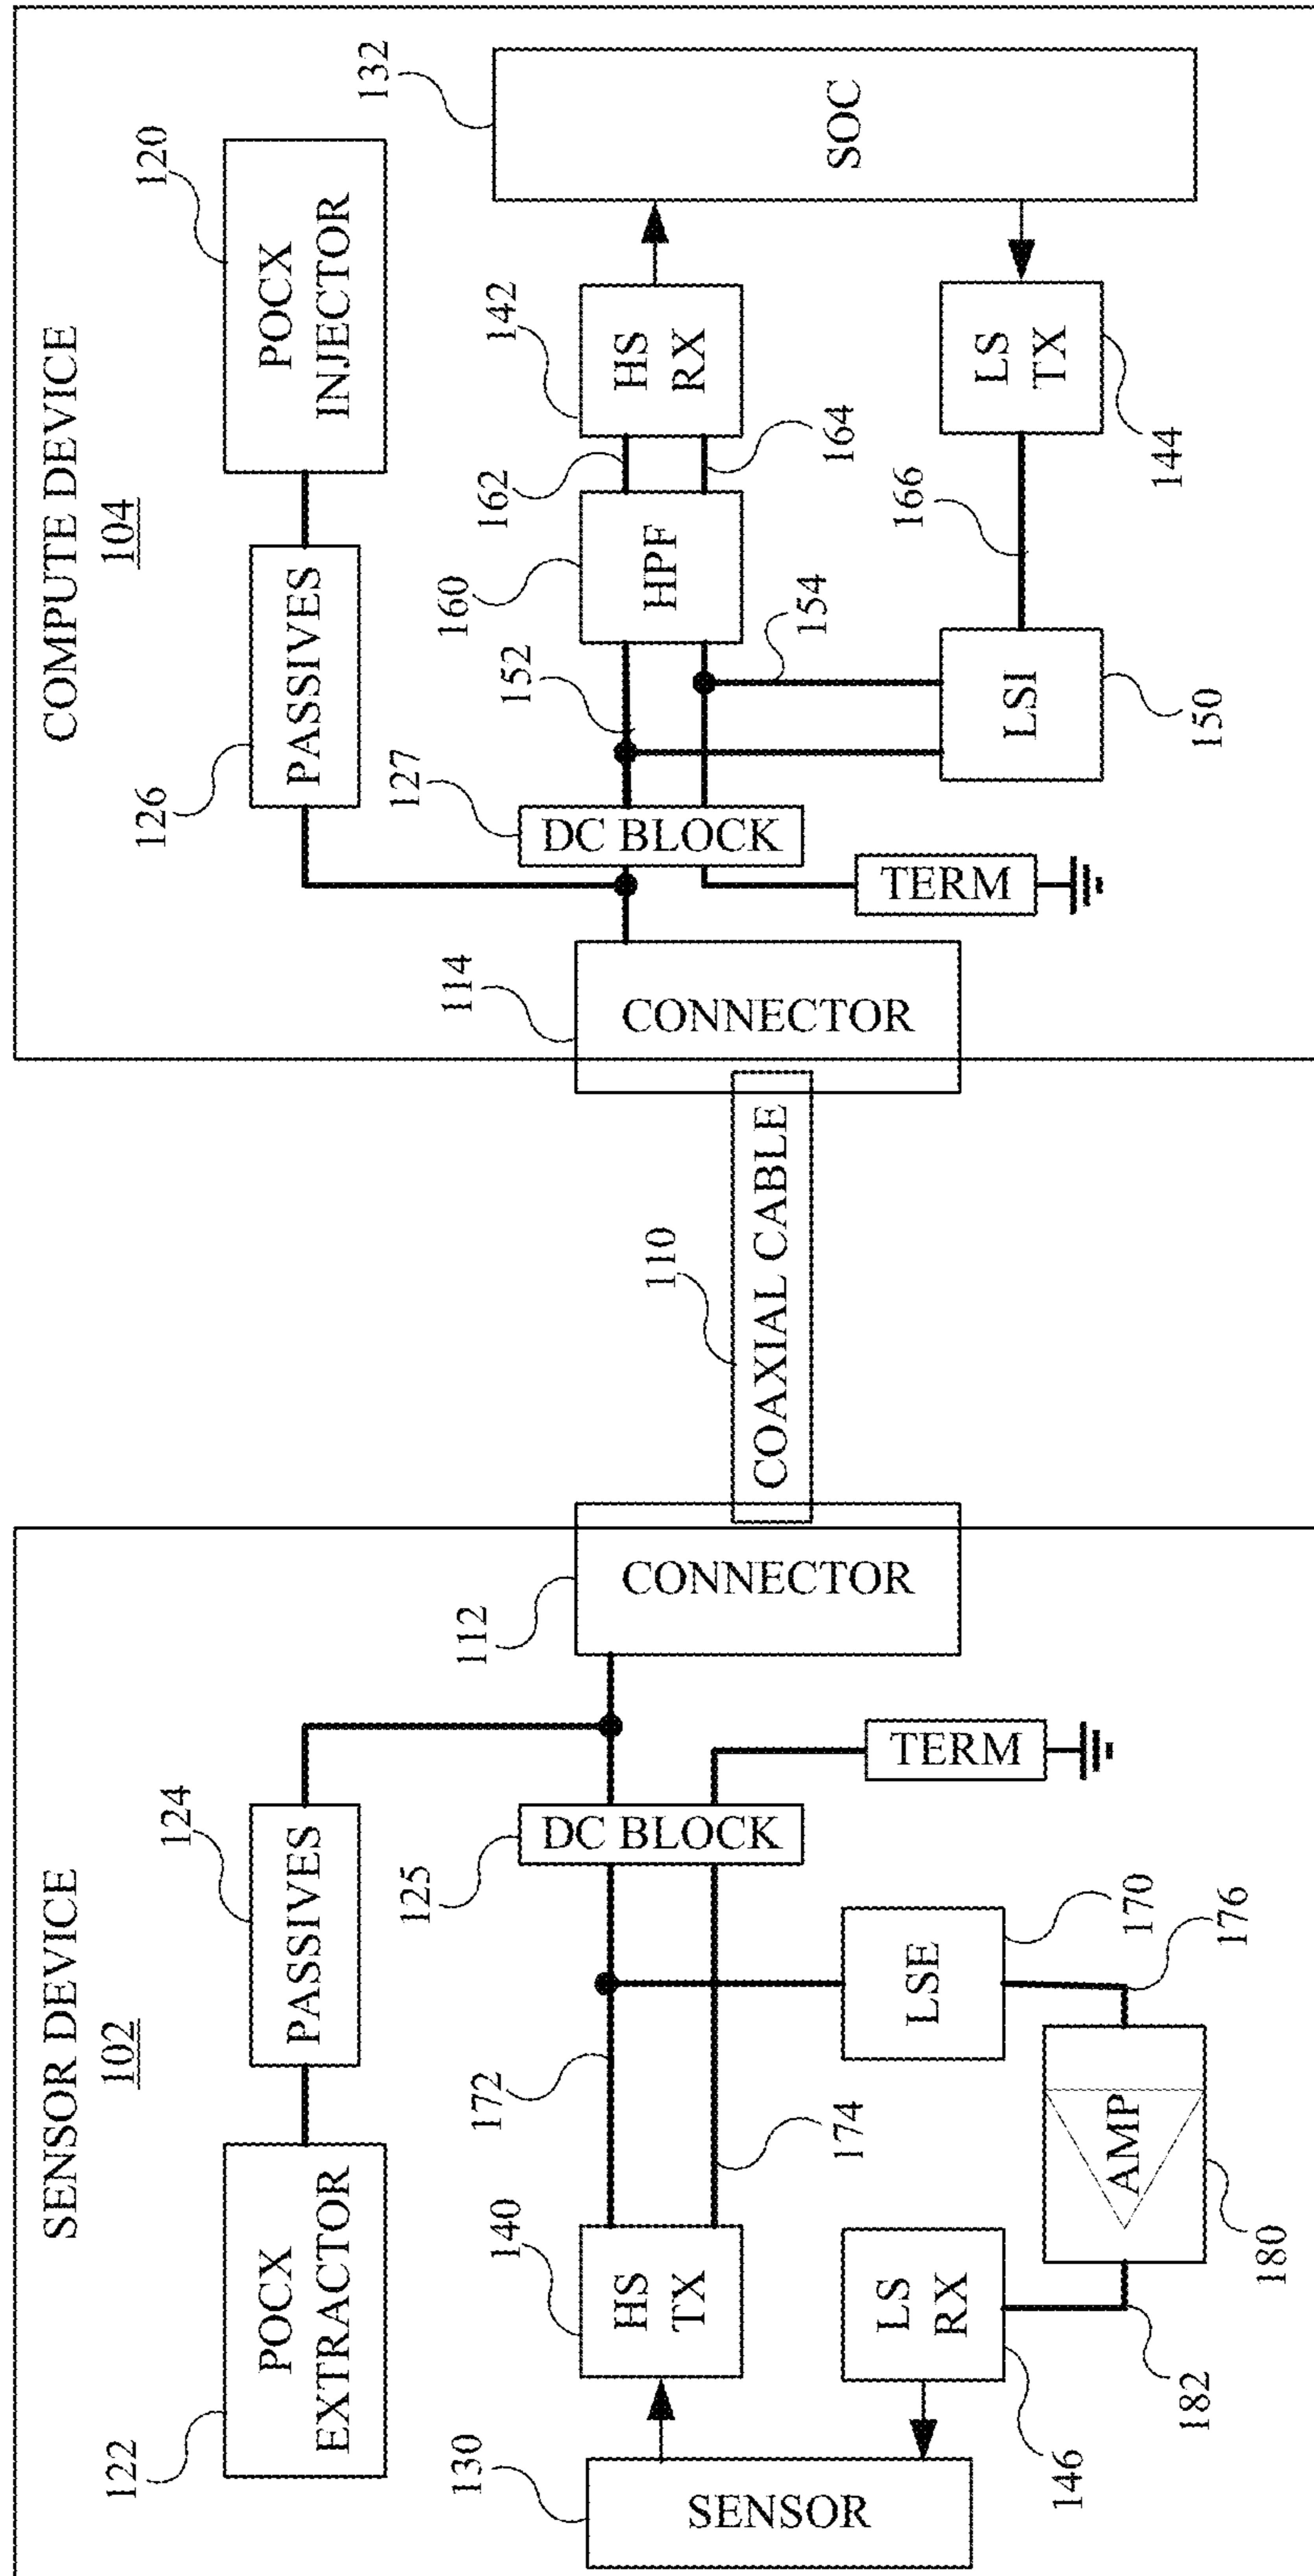 SENSOR DEVICE
102
122
POCX
EXTRACTOR
124
PASSIVES
130
SENSOR
140
HS
TX
172
174
125
DC BLOCK
112
CONNECTOR
TERM
LSE
170
176
AMP
180
182
LS
RX
146
110
COAXIAL CABLE
COMPUTE DEVICE
104
126
PASSIVES
120
POCX
INJECTOR
114
CONNECTOR
127
DC BLOCK
TERM
152
154
160
HPF
162
164
142
HS
RX
132
SOC
LSI
150
166
LS
TX
144